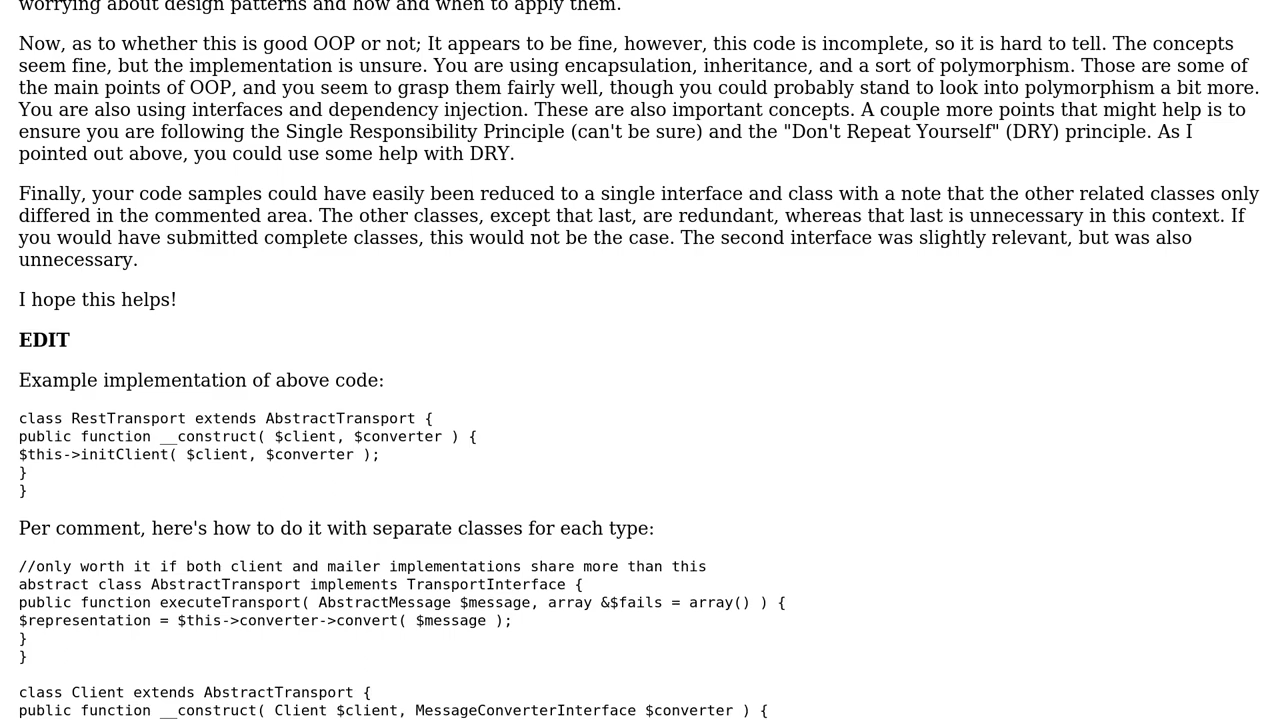 worrying about design patterns and how and when to apply them.
Now, as to whether this is good OOP or not; It appears to be fine, however, this code is incomplete, so it is hard to tell. The concepts
seem fine, but the implementation is unsure. You are using encapsulation, inheritance, and a sort of polymorphism. Those are some of
the main points of OOP, and you seem to grasp them fairly well, though you could probably stand to look into polymorphism a bit more.
You are also using interfaces and dependency injection. These are also important concepts. A couple more points that might help is to
ensure you are following the Single Responsibility Principle (can't be sure) and the "Don't Repeat Yourself" (DRY) principle. As I
pointed out above, you could use some help with DRY.
Finally, your code samples could have easily been reduced to a single interface and class with a note that the other related classes only
differed in the commented area. The other classes, except that last, are redundant, whereas that last is unnecessary in this context. If
you would have submitted complete classes, this would not be the case. The second interface was slightly relevant, but was also
unnecessary.
I hope this helps!
EDIT
Example implementation of above code:
class RestTransport extends AbstractTransport {
public function __construct( $client, $converter ) {
$this->initClient( $client, $converter );
}
}
Per comment, here's how to do it with separate classes for each type:
//only worth it if both client and mailer implementations share more than this
abstract class AbstractTransport implements TransportInterface {
public function executeTransport( AbstractMessage $message, array &$fails = array() ) {
$representation = $this->converter->convert( $message );
}
}
class Client extends AbstractTransport {
public function __construct( Client $client, MessageConverterInterface $converter ) {